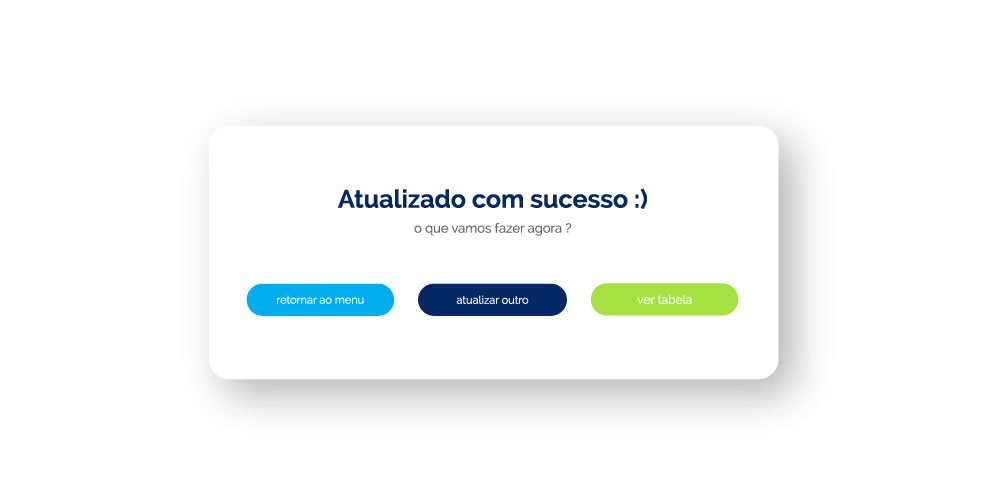 Atualizado com sucesso :)
o que vamos fazer agora ?
retornar ao menu
atualizar outro
ver tabela